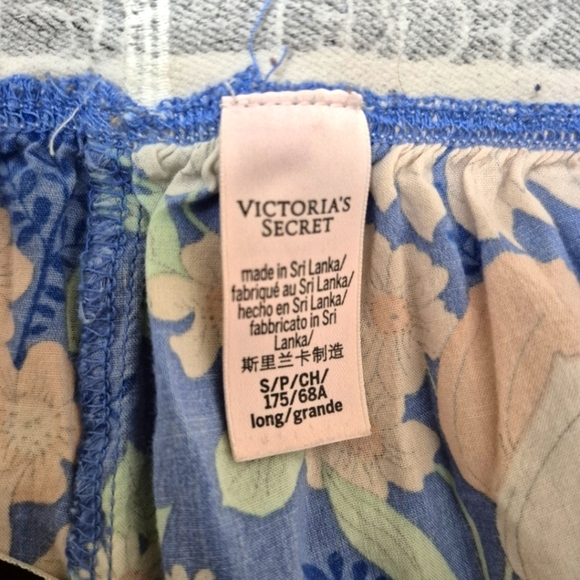 VICTORIA'S
SECRET
made in Sri Lanka/
fabriqué au Sri Lanka/
hecho en Sri Lanka/
fabbricato in Sri
Lanka/
斯里兰卡制造
S/P/CH/
175/68A
long/grande